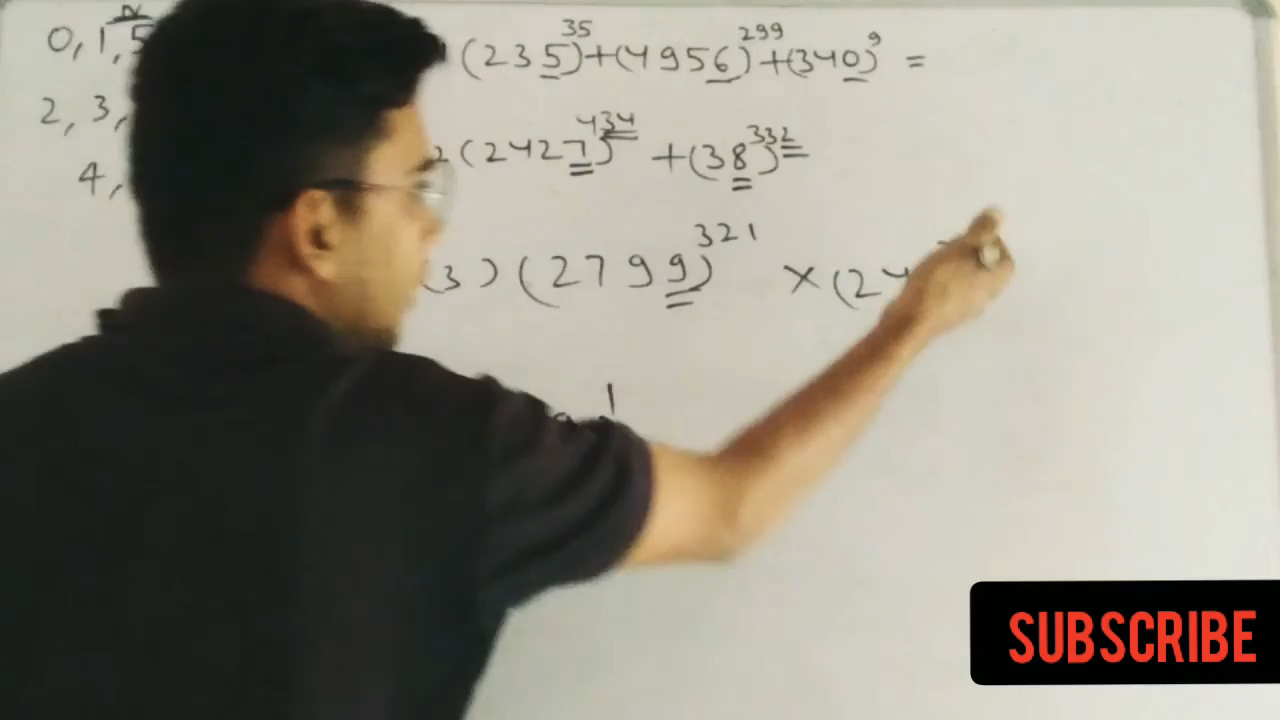 0, 1, 5 (235)^35 + (4956)^299 + (340)^9 =
2, 3, 2 (2427)^434 + (38)^332
4,
(3) (2799)^321 × (24
SUBSCRIBE